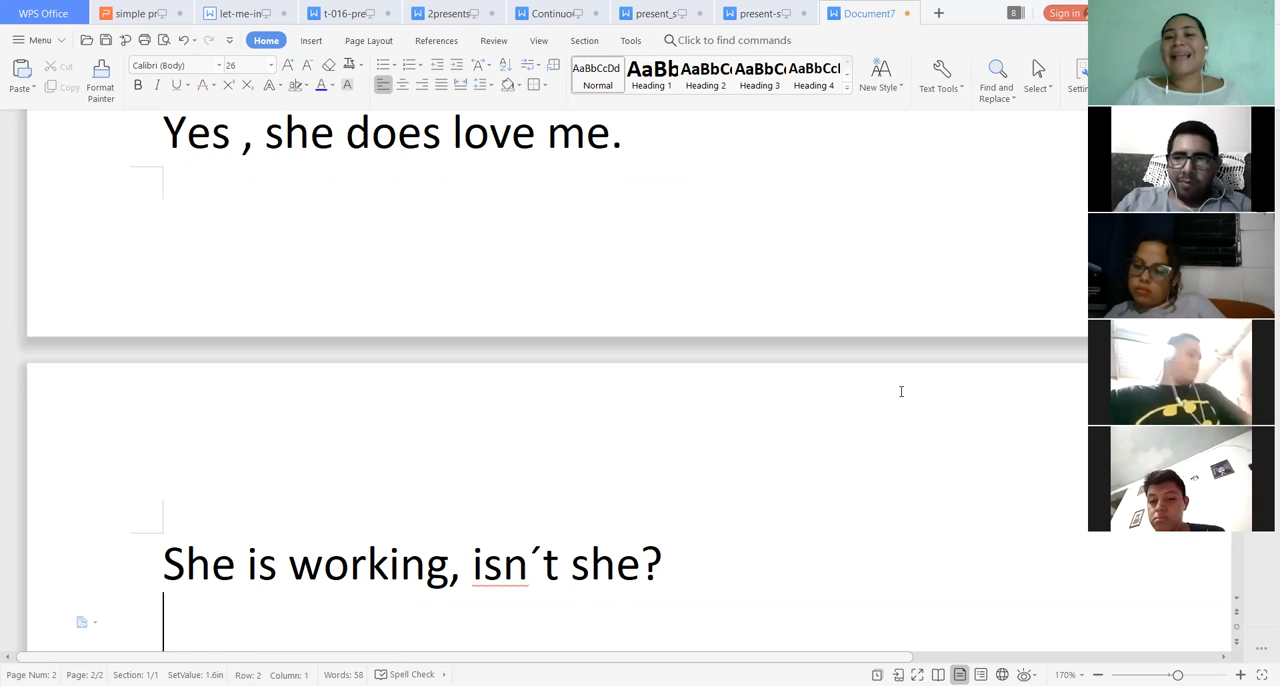 WPS Office simple pr let-me-in t-016-pre 2presents Continuo present_s present-s Document7 8 Sign in
Menu Home Insert Page Layout References Review View Section Tools Click to find commands
Paste Cut Copy Format Painter Calibri (Body) 26 AaBbCcDd Normal AaBb Heading 1 AaBbC Heading 2 AaBbC Heading 3 AaBbCcI Heading 4 New Style Text Tools Find and Replace Select Settin
Yes , she does love me.
She is working, isn´t she?
Page Num: 2 Page: 2/2 Section: 1/1 SetValue: 1.6in Row: 2 Column: 1 Words: 58 Spell Check 170%